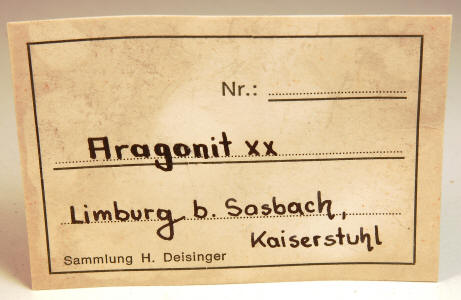 Nr.:
Aragonit xx
Limburg b. Sasbach,
Kaiserstuhl
Sammlung H. Deisinger